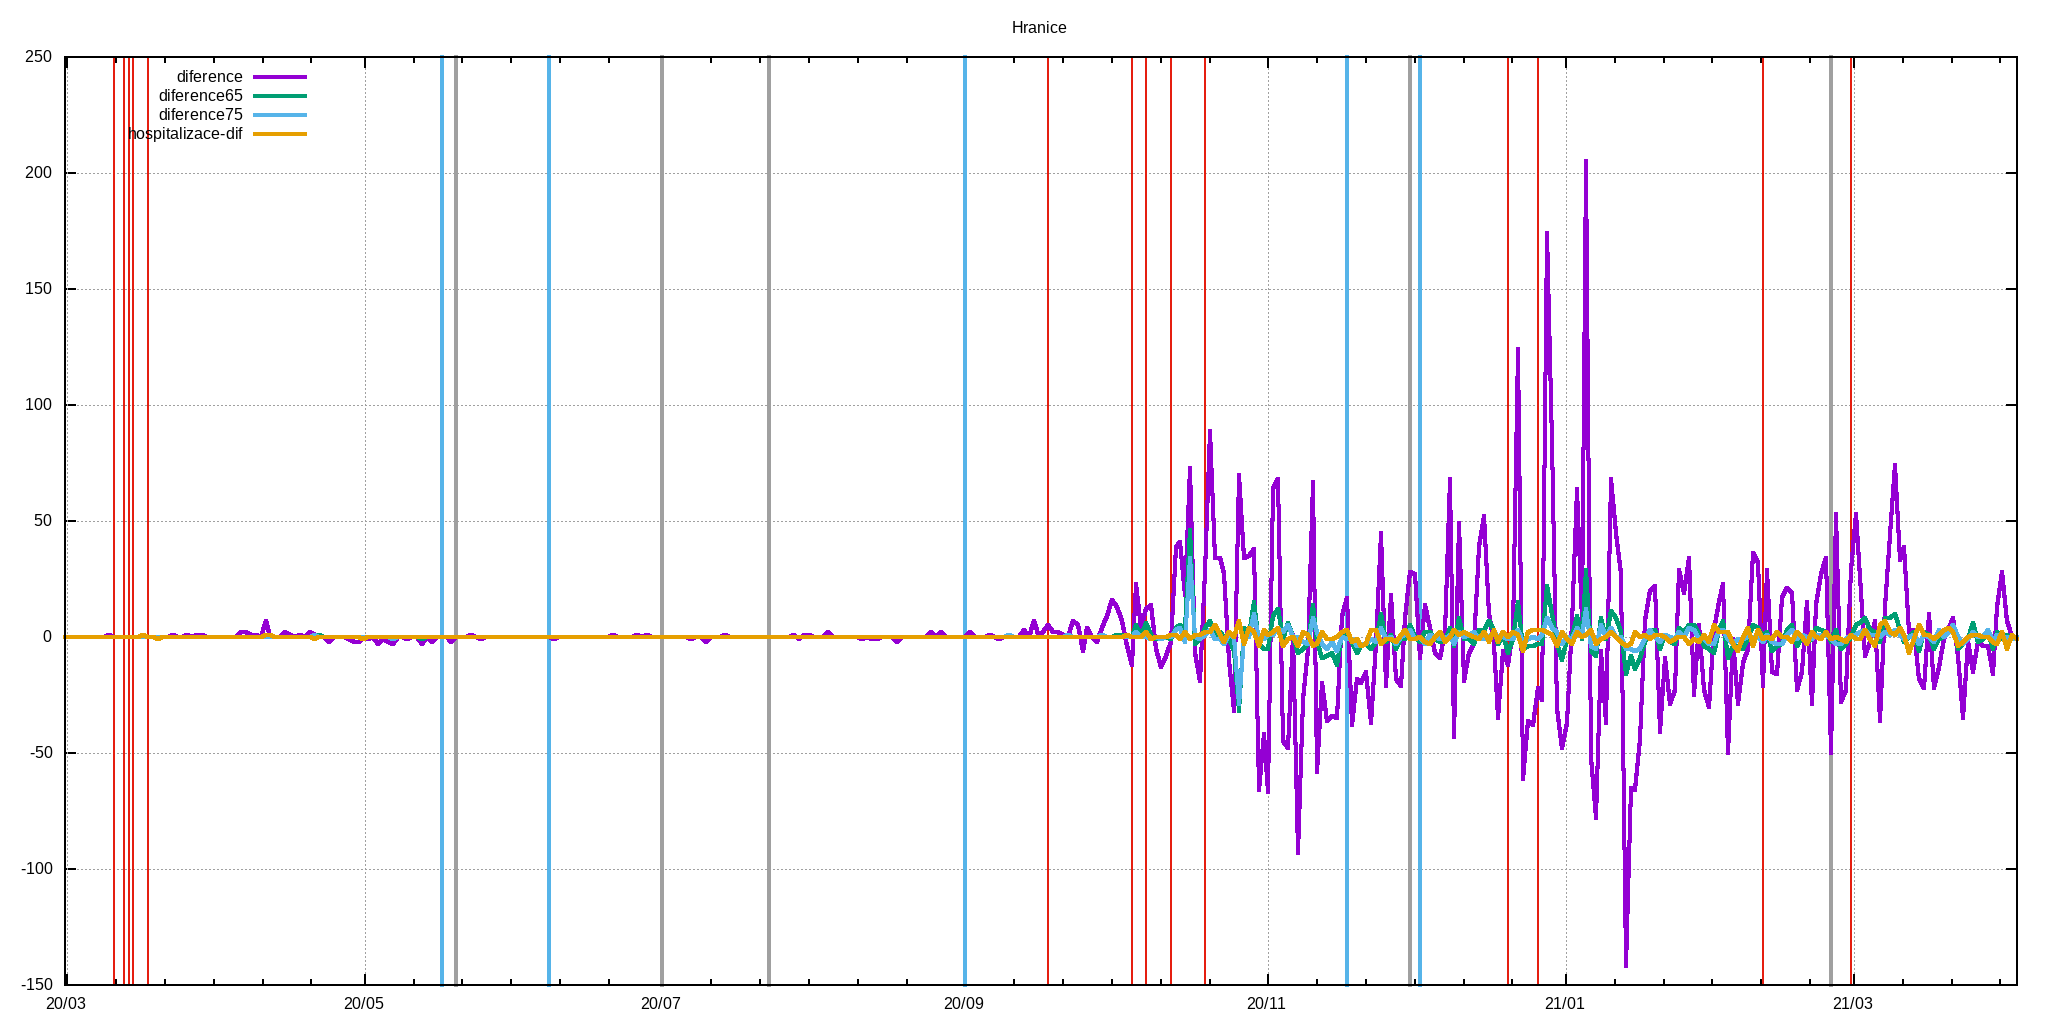 Hranice
250
200
150
100
50
0
-50
-100
-150
diference
diference65
diference75
hospitalizace-dif
20/03 20/05 20/07 20/09 20/11 21/01 21/03